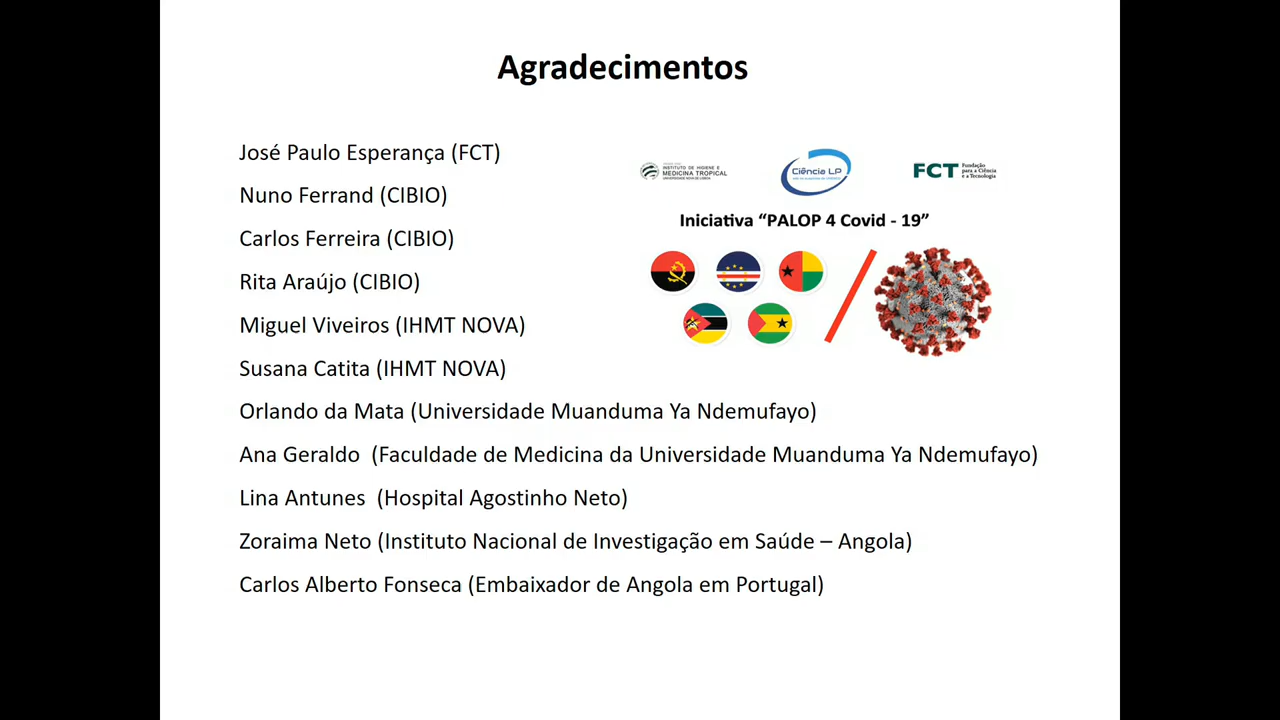 Agradecimentos
José Paulo Esperança (FCT)
Nuno Ferrand (CIBIO)
Carlos Ferreira (CIBIO)
Rita Araújo (CIBIO)
Miguel Viveiros (IHMT NOVA)
Susana Catita (IHMT NOVA)
Orlando da Mata (Universidade Muanduma Ya Ndemufayo)
Ana Geraldo (Faculdade de Medicina da Universidade Muanduma Ya Ndemufayo)
Lina Antunes (Hospital Agostinho Neto)
Zoraima Neto (Instituto Nacional de Investigação em Saúde – Angola)
Carlos Alberto Fonseca (Embaixador de Angola em Portugal)
INSTITUTO DE HIGIENE E
MEDICINA TROPICAL
UNIVERSIDADE NOVA DE LISBOA
Ciência LP
FCT Fundação
para a Ciência
e a Tecnologia
Iniciativa “PALOP 4 Covid - 19”